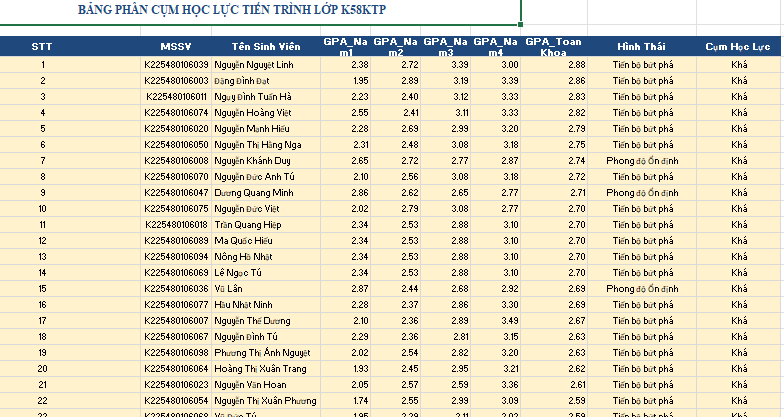 BẢNG PHÂN CỤM HỌC LỰC TIẾN TRÌNH LỚP K58KTP
STT MSSV Tên Sinh Viên GPA_Nam1 GPA_Nam2 GPA_Nam3 GPA_Nam4 GPA_ToanKhoa Hình Thái Cụm Học Lực
1 K225480106039 Nguyễn Nguyệt Linh 2.38 2.72 3.39 3.00 2.88 Tiến bộ bứt phá Khá
2 K225480106003 Đặng Đình Đạt 1.95 2.89 3.19 3.39 2.86 Tiến bộ bứt phá Khá
3 K225480106011 Ngụy Đình Tuấn Hà 2.23 2.40 3.12 3.33 2.83 Tiến bộ bứt phá Khá
4 K225480106074 Nguyễn Hoàng Việt 2.55 2.41 3.11 3.33 2.82 Tiến bộ bứt phá Khá
5 K225480106020 Nguyễn Mạnh Hiếu 2.28 2.69 2.99 3.20 2.79 Tiến bộ bứt phá Khá
6 K225480106050 Nguyễn Thị Hằng Nga 2.31 2.48 3.08 3.18 2.75 Tiến bộ bứt phá Khá
7 K225480106008 Nguyễn Khánh Duy 2.65 2.72 2.77 2.87 2.74 Phong độ Ổn định Khá
8 K225480106070 Nguyễn Đức Anh Tú 2.10 2.56 3.08 3.18 2.72 Tiến bộ bứt phá Khá
9 K225480106047 Dương Quang Minh 2.86 2.62 2.65 2.77 2.71 Phong độ Ổn định Khá
10 K225480106075 Nguyễn Đức Việt 2.02 2.79 3.08 2.77 2.70 Tiến bộ bứt phá Khá
11 K225480106018 Trần Quang Hiệp 2.34 2.53 2.88 3.10 2.70 Tiến bộ bứt phá Khá
12 K225480106089 Ma Quốc Hiếu 2.34 2.53 2.88 3.10 2.70 Tiến bộ bứt phá Khá
13 K225480106094 Nông Hồ Nhật 2.34 2.53 2.88 3.10 2.70 Tiến bộ bứt phá Khá
14 K225480106069 Lê Ngọc Tú 2.34 2.53 2.88 3.10 2.70 Tiến bộ bứt phá Khá
15 K225480106036 Vũ Lân 2.87 2.44 2.68 2.92 2.69 Phong độ Ổn định Khá
16 K225480106077 Hầu Nhật Ninh 2.28 2.37 2.86 3.30 2.69 Tiến bộ bứt phá Khá
17 K225480106007 Nguyễn Thế Dương 2.10 2.36 2.89 3.49 2.67 Tiến bộ bứt phá Khá
18 K225480106067 Nguyễn Đình Tú 2.29 2.36 2.81 3.15 2.63 Tiến bộ bứt phá Khá
19 K225480106098 Phương Thị Ánh Nguyệt 2.02 2.54 2.82 3.20 2.63 Tiến bộ bứt phá Khá
20 K225480106064 Hoàng Thị Xuân Trang 1.93 2.45 2.95 3.21 2.62 Tiến bộ bứt phá Khá
21 K225480106023 Nguyễn Văn Hoan 2.05 2.57 2.59 3.36 2.61 Tiến bộ bứt phá Khá
22 K225480106054 Nguyễn Thị Xuân Phương 1.74 2.55 2.99 3.09 2.59 Tiến bộ bứt phá Khá